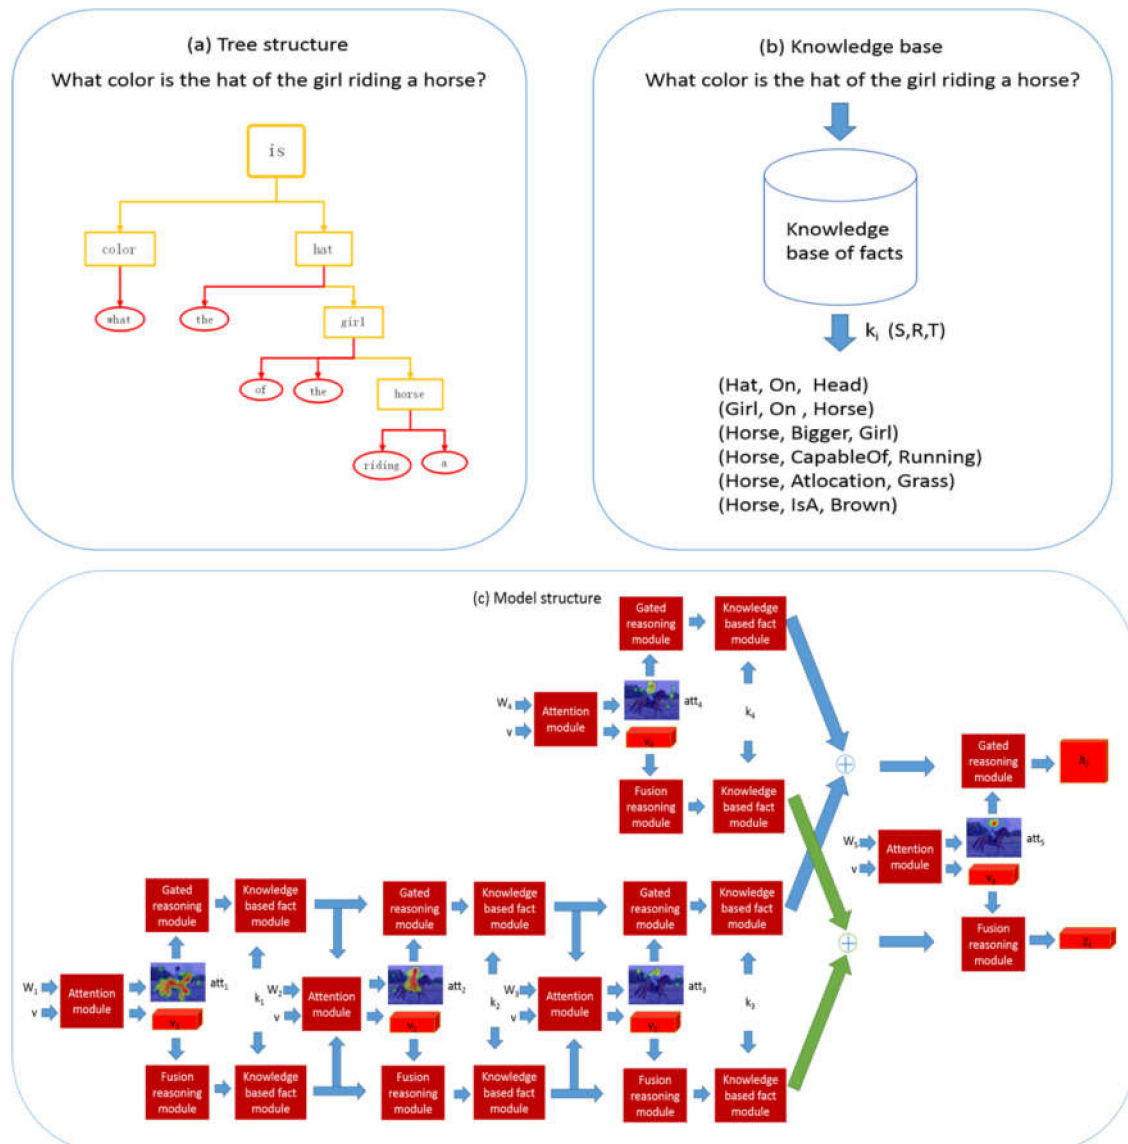 (a) Tree structure
What color is the hat of the girl riding a horse?
is
color
hat
what
the
girl
of
the
horse
riding
a
(b) Knowledge base
What color is the hat of the girl riding a horse?
Knowledge
base of facts
ki (S,R,T)
(Hat, On, Head)
(Girl, On , Horse)
(Horse, Bigger, Girl)
(Horse, CapableOf, Running)
(Horse, Atlocation, Grass)
(Horse, IsA, Brown)
(c) Model structure
Gated
reasoning
module
Knowledge
based fact
module
W4
v
Attention
module
att4
v4
k4
Fusion
reasoning
module
Knowledge
based fact
module
Gated
reasoning
module
W5
v
Attention
module
att5
Fusion
reasoning
module
Gated
reasoning
module
Knowledge
based fact
module
Gated
reasoning
module
Knowledge
based fact
module
Gated
reasoning
module
Knowledge
based fact
module
W1
v
Attention
module
att1
v1
k1
W2
v
Attention
module
att2
k2
W3
v
Attention
module
att3
k3
Fusion
reasoning
module
Knowledge
based fact
module
Fusion
reasoning
module
Knowledge
based fact
module
Fusion
reasoning
module
Knowledge
based fact
module